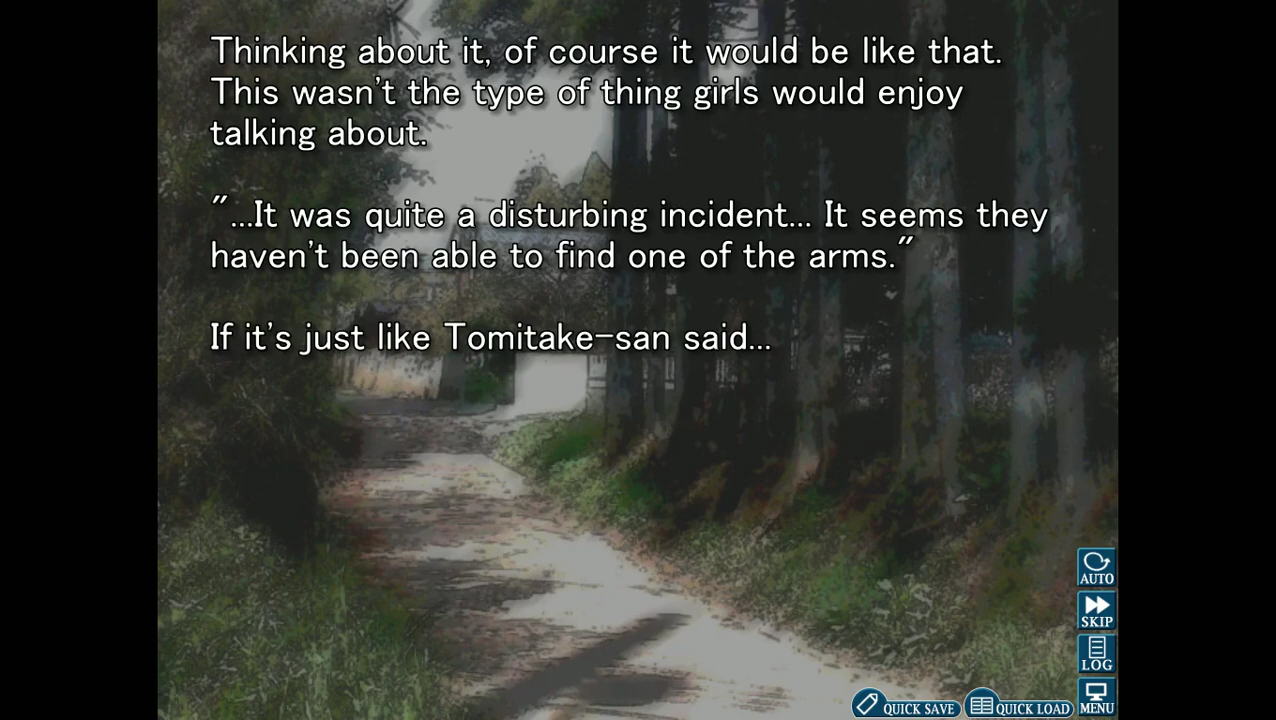 Thinking about it, of course it would be like that.
This wasn't the type of thing girls would enjoy
talking about.
"...It was quite a disturbing incident... It seems they
haven't been able to find one of the arms."
If it's just like Tomitake-san said...
AUTO
SKIP
LOG
MENU
QUICK SAVE
QUICK LOAD